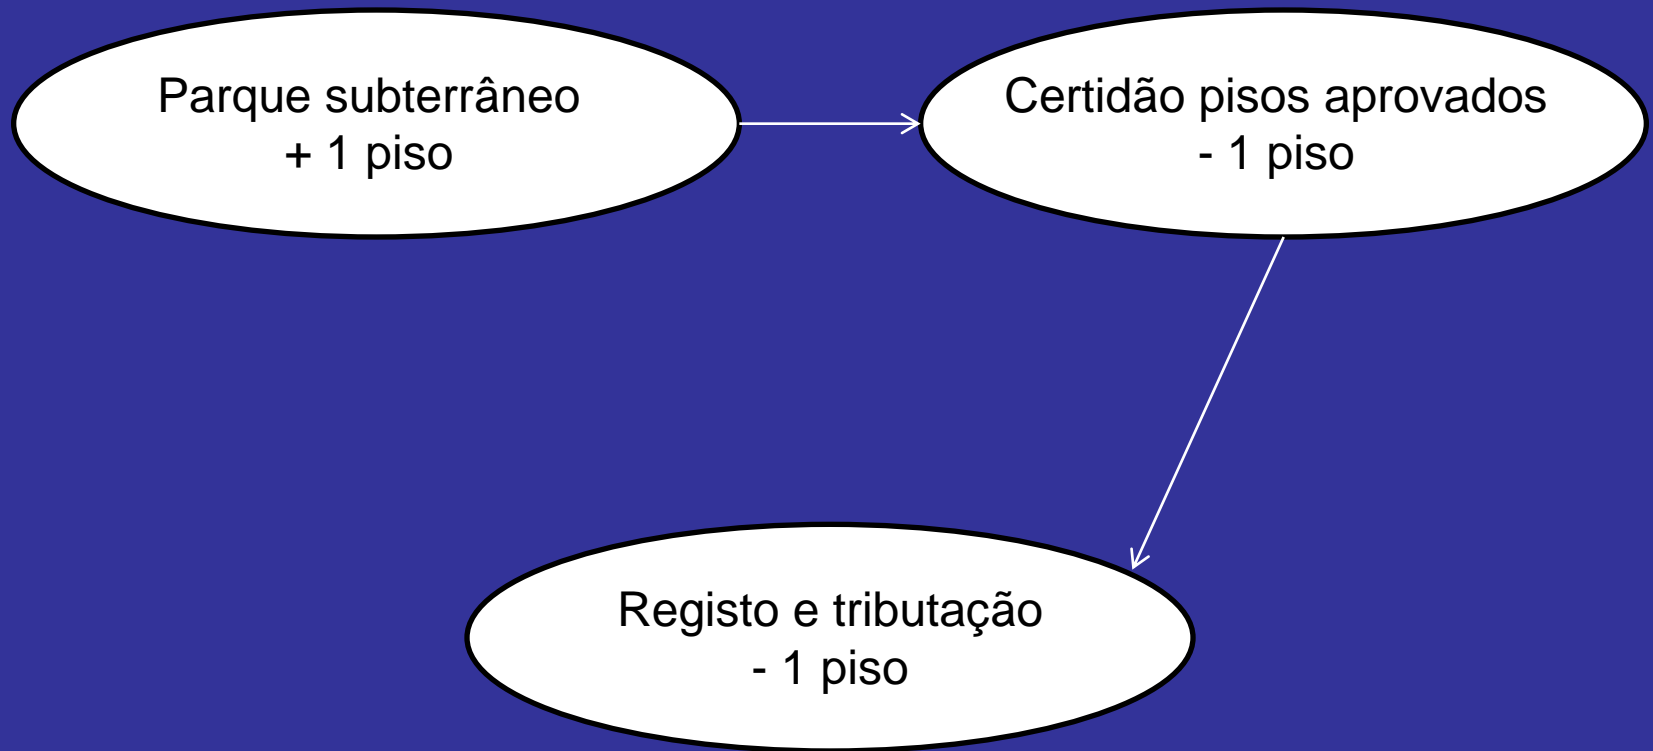 Parque subterrâneo
+ 1 piso
Certidão pisos aprovados
- 1 piso
Registo e tributação
- 1 piso